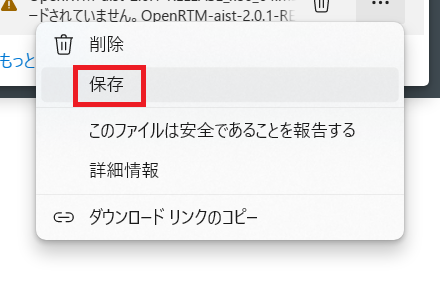 ードされていません。OpenRTM-aist-2.0.1-RE
もっと
削除
保存
このファイルは安全であることを報告する
詳細情報
ダウンロード リンクのコピー